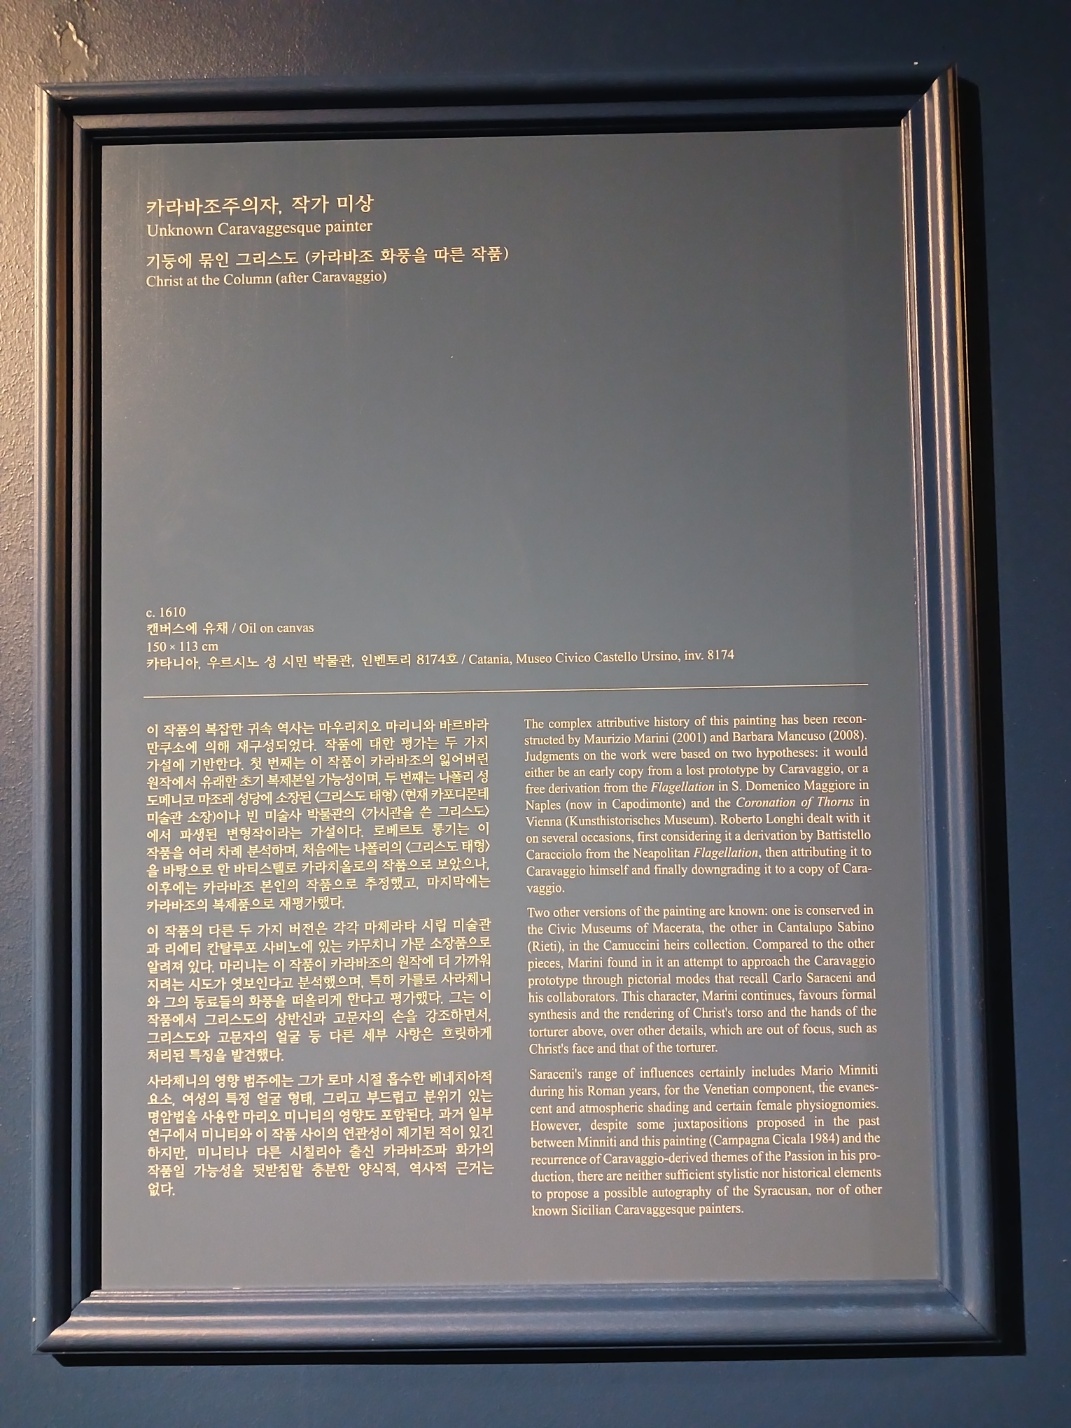 카라바조주의자, 작가 미상
Unknown Caravaggesque painter
기둥에 묶인 그리스도 (카라바조 화풍을 따른 작품)
Christ at the Column (after Caravaggio)
c. 1610
캔버스에 유채 / Oil on canvas
150 × 113 cm
카타니아, 우르시노 성 시민 박물관, 인벤토리 8174호 / Catania, Museo Civico Castello Ursino, inv. 8174
이 작품의 복잡한 귀속 역사는 마우리치오 마리니와 바르바라
만쿠소에 의해 재구성되었다. 작품에 대한 평가는 두 가지
가설에 기반한다. 첫 번째는 이 작품이 카라바조의 잃어버린
원작에서 유래한 초기 복제본일 가능성이며, 두 번째는 나폴리 성
도메니코 마조레 성당에 소장된 〈그리스도 태형〉 (현재 카포디몬테
미술관 소장)이나 빈 미술사 박물관의 〈가시관을 쓴 그리스도〉
에서 파생된 변형작이라는 가설이다. 로베르토 롱기는 이
작품을 여러 차례 분석하며, 처음에는 나폴리의 〈그리스도 태형〉
을 바탕으로 한 바티스텔로 카라치올로의 작품으로 보았으나,
이후에는 카라바조 본인의 작품으로 추정했고, 마지막에는
카라바조의 복제품으로 재평가했다.
이 작품의 다른 두 가지 버전은 각각 마체라타 시립 미술관
과 리에티 칸탈루포 사비노에 있는 카무치니 가문 소장품으로
알려져 있다. 마리니는 이 작품이 카라바조의 원작에 더 가까워
지려는 시도가 엿보인다고 분석했으며, 특히 카를로 사라체니
와 그의 동료들의 화풍을 떠올리게 한다고 평가했다. 그는 이
작품에서 그리스도의 상반신과 고문자의 손을 강조하면서,
그리스도와 고문자의 얼굴 등 다른 세부 사항은 흐릿하게
처리된 특징을 발견했다.
사라체니의 영향 범주에는 그가 로마 시절 흡수한 베네치아적
요소, 여성의 특정 얼굴 형태, 그리고 부드럽고 분위기 있는
명암법을 사용한 마리오 미니티의 영향도 포함된다. 과거 일부
연구에서 미니티와 이 작품 사이의 연관성이 제기된 적이 있긴
하지만, 미니티나 다른 시칠리아 출신 카라바조파 화가의
작품일 가능성을 뒷받침할 충분한 양식적, 역사적 근거는
없다.
The complex attributive history of this painting has been recon-
structed by Maurizio Marini (2001) and Barbara Mancuso (2008).
Judgments on the work were based on two hypotheses: it would
either be an early copy from a lost prototype by Caravaggio, or a
free derivation from the Flagellation in S. Domenico Maggiore in
Naples (now in Capodimonte) and the Coronation of Thorns in
Vienna (Kunsthistorisches Museum). Roberto Longhi dealt with it
on several occasions, first considering it a derivation by Battistello
Caracciolo from the Neapolitan Flagellation, then attributing it to
Caravaggio himself and finally downgrading it to a copy of Cara-
vaggio.
Two other versions of the painting are known: one is conserved in
the Civic Museums of Macerata, the other in Cantalupo Sabino
(Rieti), in the Camuccini heirs collection. Compared to the other
pieces, Marini found in it an attempt to approach the Caravaggio
prototype through pictorial modes that recall Carlo Saraceni and
his collaborators. This character, Marini continues, favours formal
synthesis and the rendering of Christ's torso and the hands of the
torturer above, over other details, which are out of focus, such as
Christ's face and that of the torturer.
Saraceni's range of influences certainly includes Mario Minniti
during his Roman years, for the Venetian component, the evanes-
cent and atmospheric shading and certain female physiognomies.
However, despite some juxtapositions proposed in the past
between Minniti and this painting (Campagna Cicala 1984) and the
recurrence of Caravaggio-derived themes of the Passion in his pro-
duction, there are neither sufficient stylistic nor historical elements
to propose a possible autography of the Syracusan, nor of other
known Sicilian Caravaggesque painters.